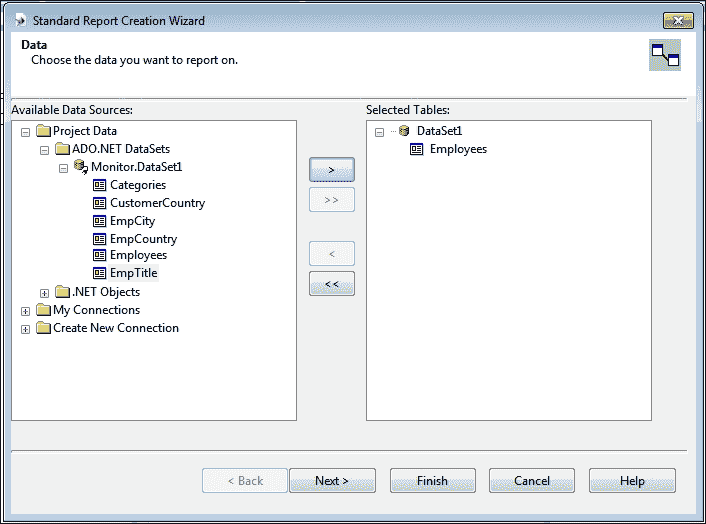 Standard Report Creation Wizard
Data
Choose the data you want to report on.
Available Data Sources:
Project Data
ADO.NET DataSets
Monitor.DataSet1
Categories
CustomerCountry
EmpCity
EmpCountry
Employees
EmpTitle
.NET Objects
My Connections
Create New Connection
>
>>
<
<<
Selected Tables:
DataSet1
Employees
< Back
Next >
Finish
Cancel
Help